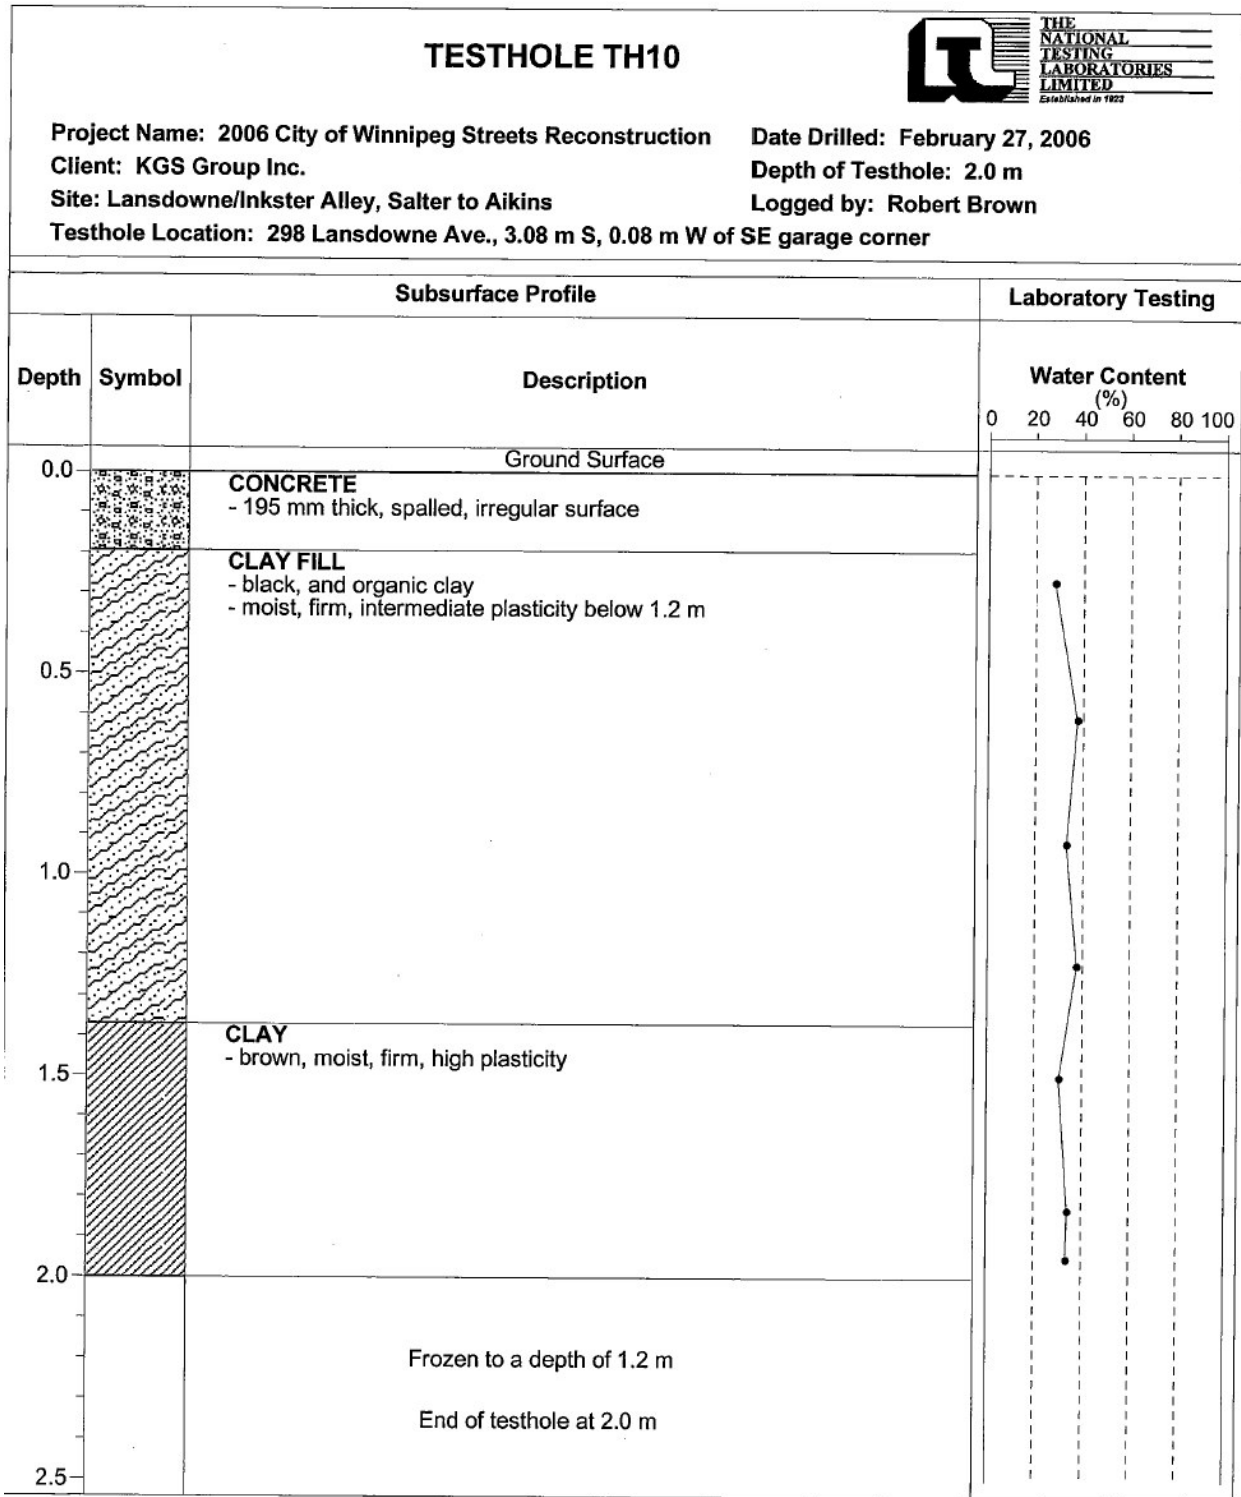 TESTHOLE TH10
THE
NATIONAL
TESTING
LABORATORIES
LIMITED
Established in 1923
Project Name: 2006 City of Winnipeg Streets Reconstruction
Date Drilled: February 27, 2006
Client: KGS Group Inc.
Depth of Testhole: 2.0 m
Site: Lansdowne/Inkster Alley, Salter to Aikins
Logged by: Robert Brown
Testhole Location: 298 Lansdowne Ave., 3.08 m S, 0.08 m W of SE garage corner
Subsurface Profile
Laboratory Testing
Depth
Symbol
Description
Water Content
(%)
0 20 40 60 80 100
Ground Surface
0.0
CONCRETE
- 195 mm thick, spalled, irregular surface
CLAY FILL
- black, and organic clay
- moist, firm, intermediate plasticity below 1.2 m
0.5
1.0
CLAY
- brown, moist, firm, high plasticity
1.5
2.0
Frozen to a depth of 1.2 m
End of testhole at 2.0 m
2.5